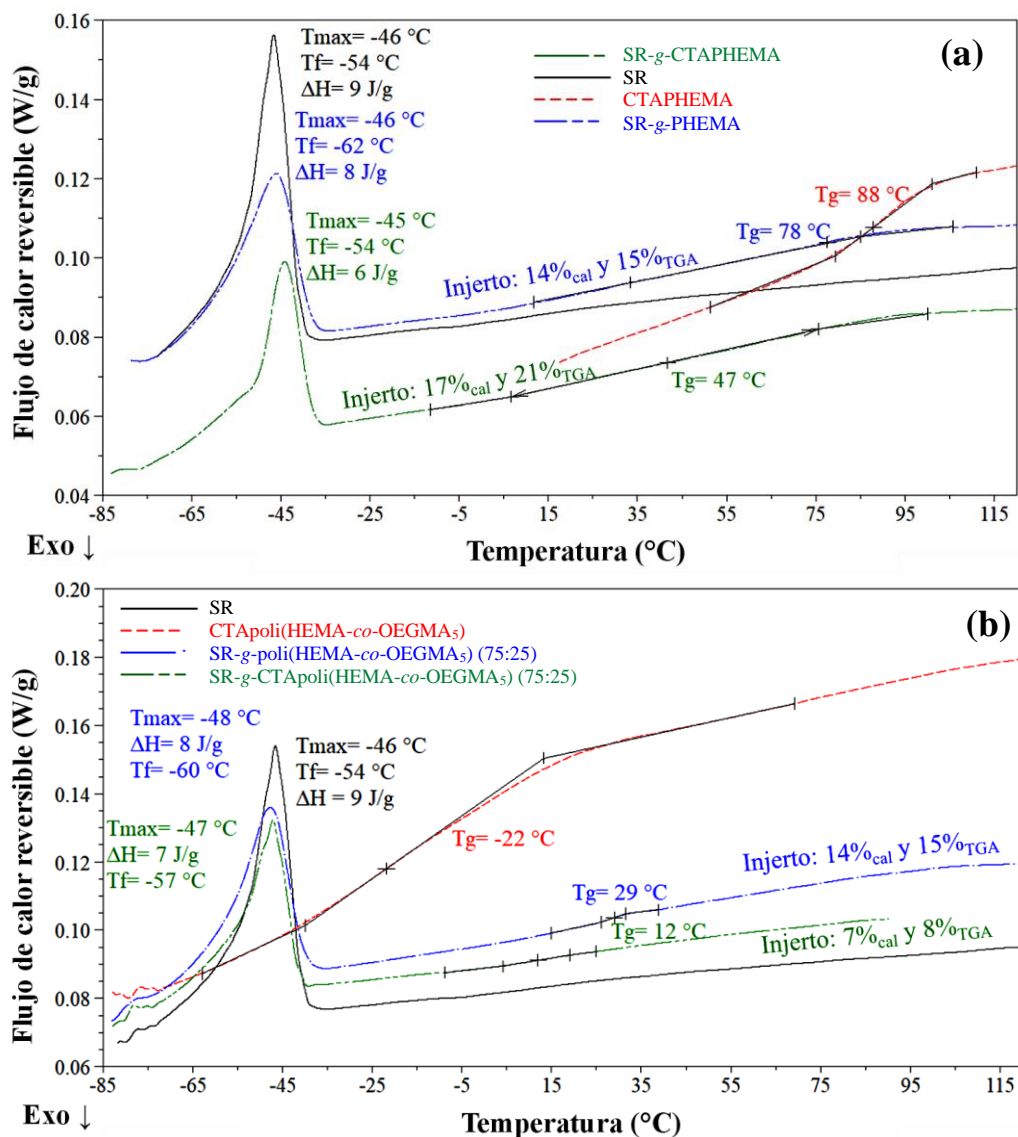 (a)
Flujo de calor reversible (W/g)
0.16
0.14
0.12
0.10
0.08
0.06
0.04
Tmax= -46 °C
Tf= -54 °C
ΔH= 9 J/g
Tmax= -46 °C
Tf= -62 °C
ΔH= 8 J/g
Tmax= -45 °C
Tf= -54 °C
ΔH= 6 J/g
SR-g-CTAPHEMA
SR
CTAPHEMA
SR-g-PHEMA
Tg= 88 °C
Tg= 78 °C
Injerto: 14%cal y 15%TGA
Injerto: 17%cal y 21%TGA
Tg= 47 °C
-85 -65 -45 -25 -5 15 35 55 75 95 115
Exo ↓
Temperatura (°C)
(b)
Flujo de calor reversible (W/g)
0.20
0.18
0.16
0.14
0.12
0.10
0.08
0.06
SR
CTApoli(HEMA-co-OEGMA5)
SR-g-poli(HEMA-co-OEGMA5) (75:25)
SR-g-CTApoli(HEMA-co-OEGMA5) (75:25)
Tmax= -48 °C
ΔH= 8 J/g
Tf= -60 °C
Tmax= -46 °C
Tf= -54 °C
ΔH = 9 J/g
Tmax= -47 °C
ΔH= 7 J/g
Tf= -57 °C
Tg= -22 °C
Tg= 29 °C
Injerto: 14%cal y 15%TGA
Tg= 12 °C
Injerto: 7%cal y 8%TGA
-85 -65 -45 -25 -5 15 35 55 75 95 115
Exo ↓
Temperatura (°C)